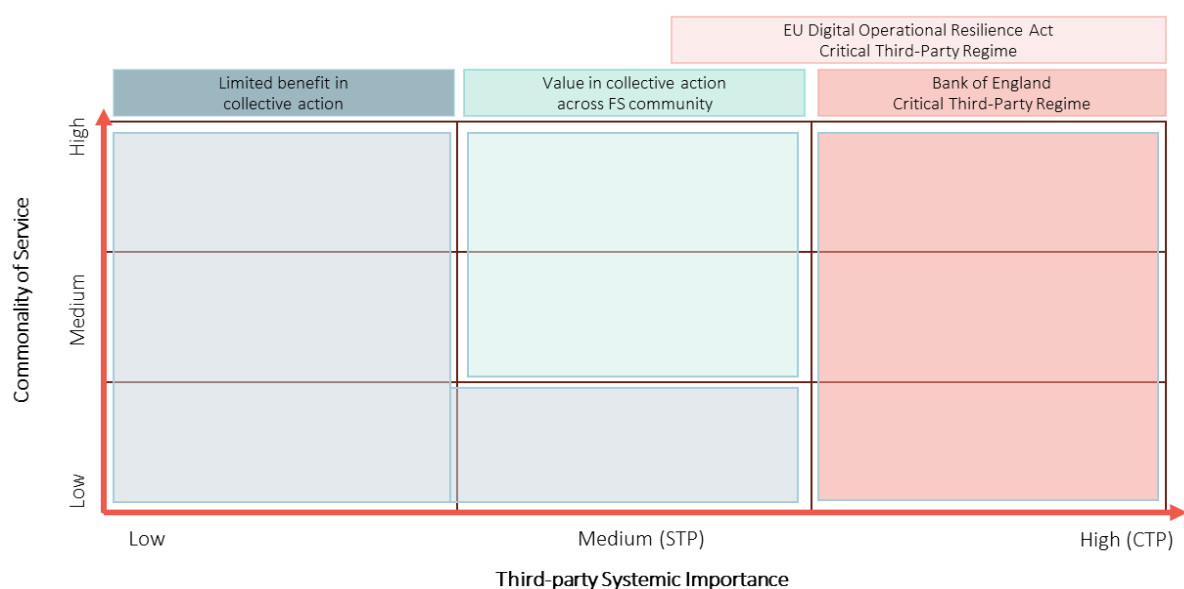 EU Digital Operational Resilience Act
Critical Third-Party Regime
Limited benefit in
collective action
Value in collective action
across FS community
Bank of England
Critical Third-Party Regime
High
Medium
Low
Commonality of Service
Low
Medium (STP)
High (CTP)
Third-party Systemic Importance